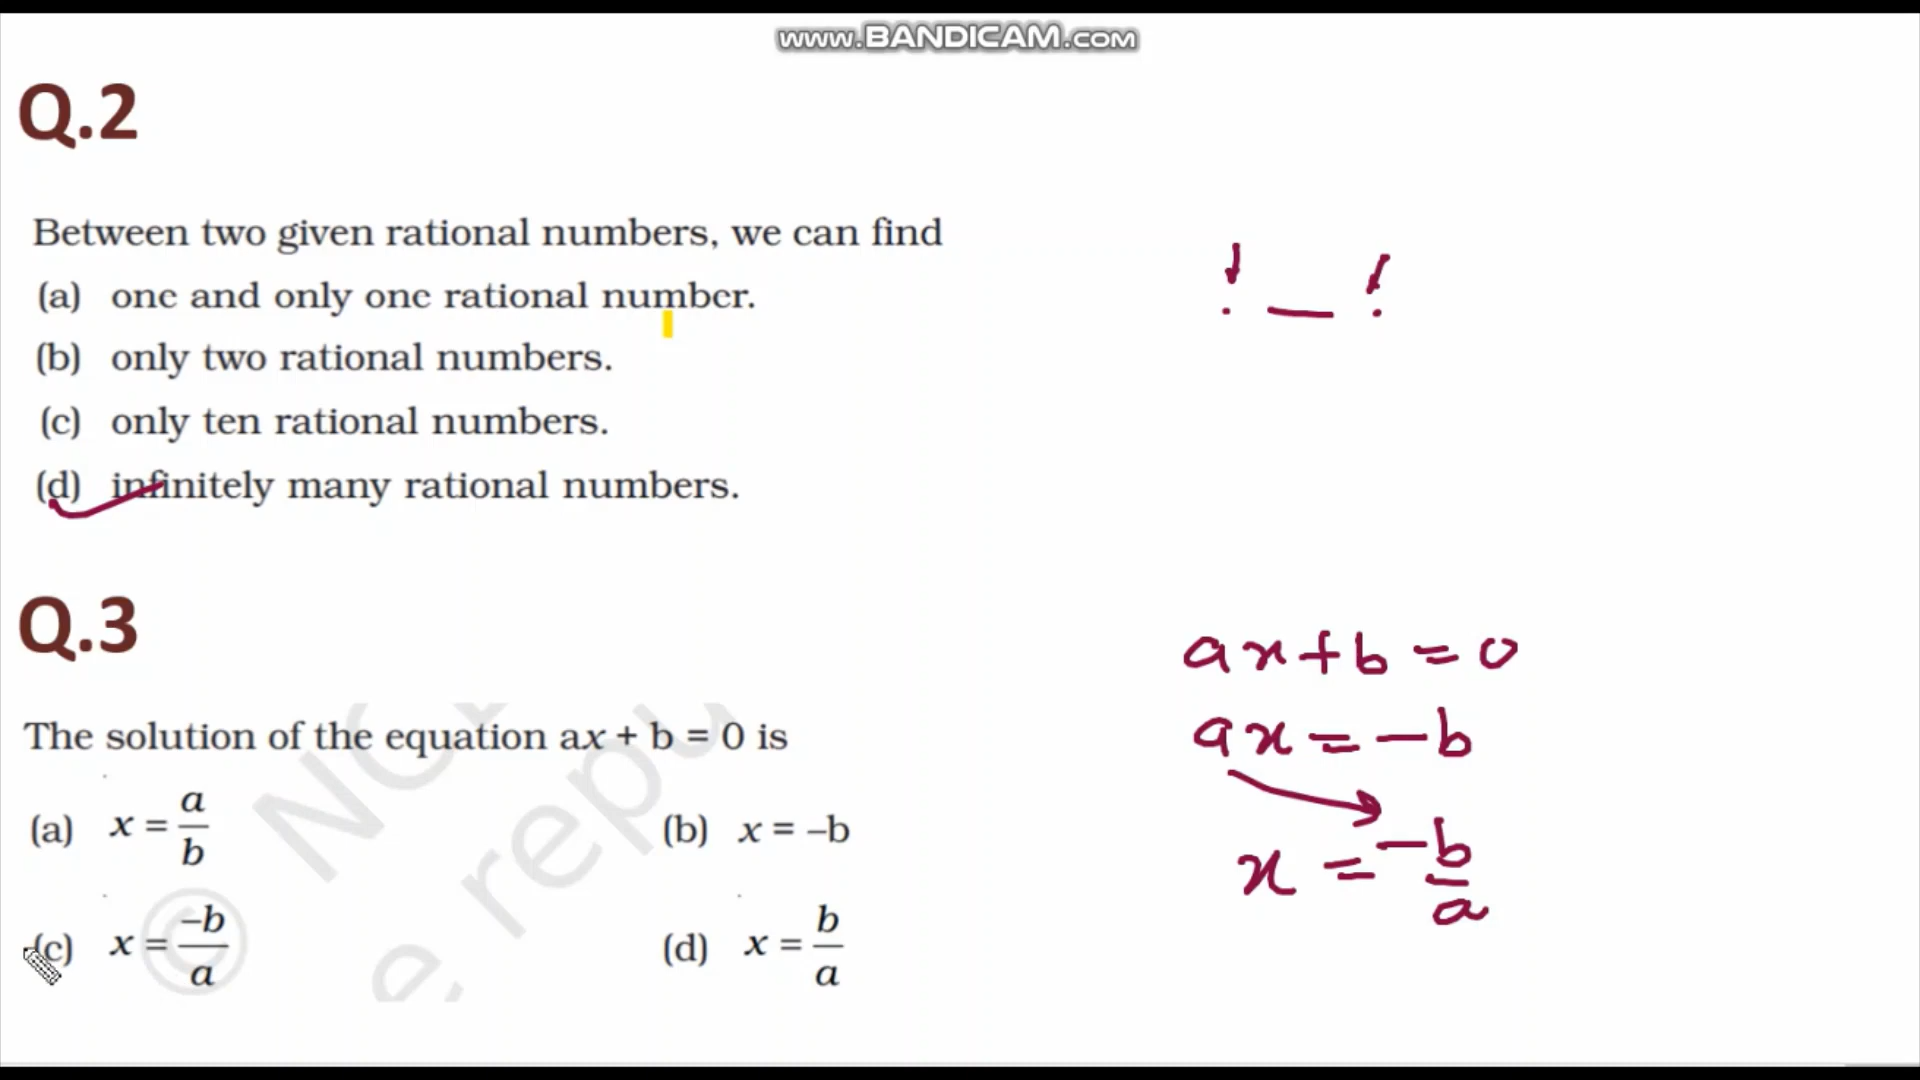 www.BANDICAM.com
Q.2
Between two given rational numbers, we can find
(a) one and only one rational number.
(b) only two rational numbers.
(c) only ten rational numbers.
(d) infinitely many rational numbers.
! — !
Q.3
The solution of the equation ax + b = 0 is
(a) x = a/b
(b) x = –b
(c) x = –b/a
(d) x = b/a
ax+b=0
ax=-b
x=-b/a
© NC
e repu